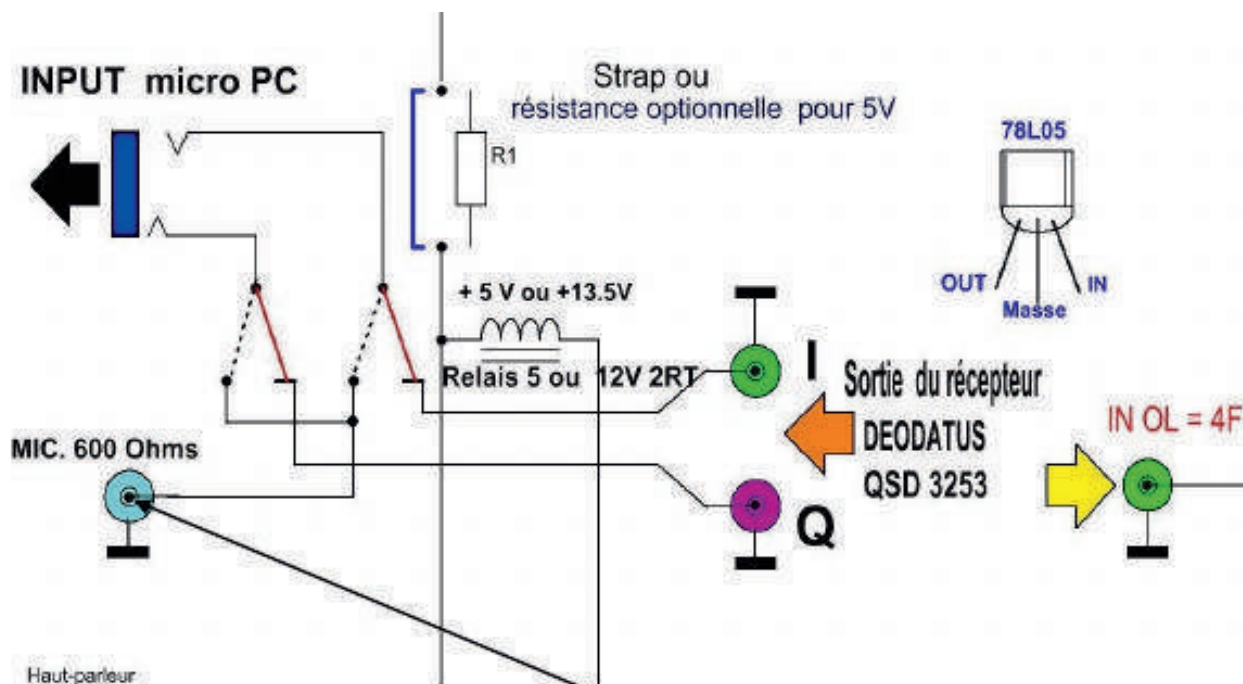 INPUT micro PC
Strap ou
résistance optionnelle pour 5V
R1
78L05
OUT
IN
Masse
+ 5 V ou +13.5V
Relais 5 ou 12V 2RT
I
Sortie du récepteur
DEODATUS
QSD 3253
IN OL = 4F
MIC. 600 Ohms
Q
Haut-parleur